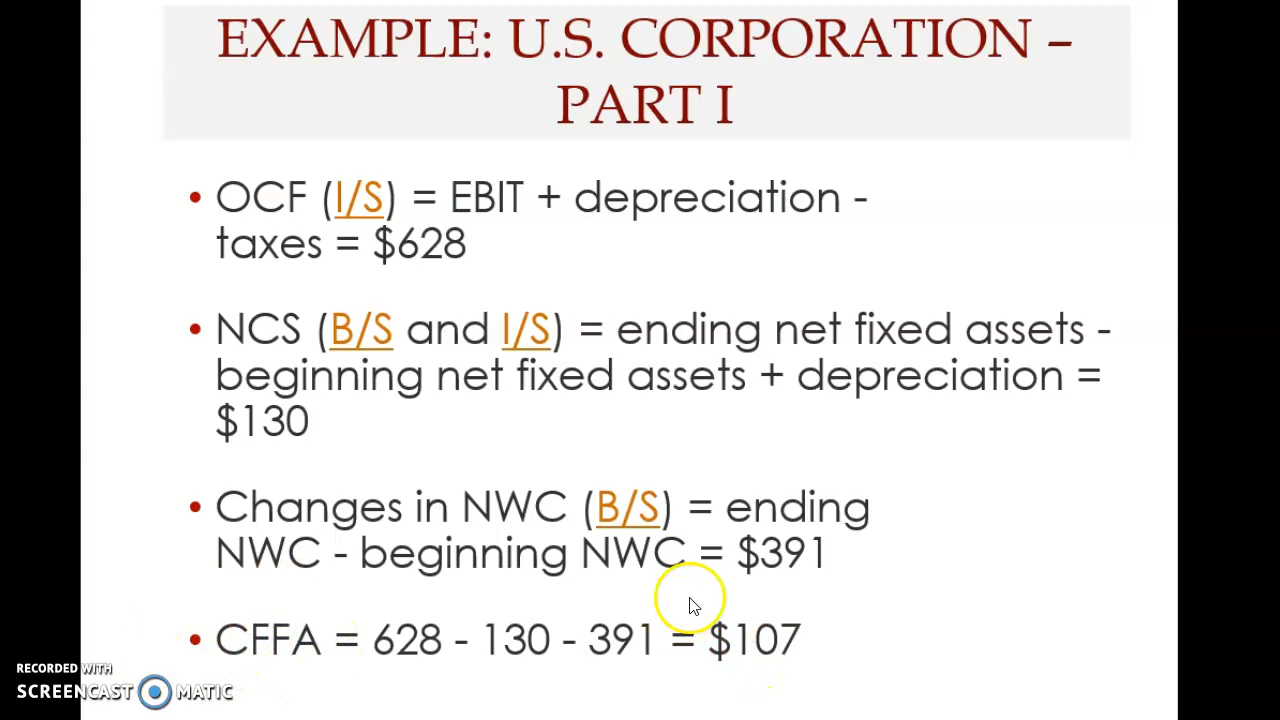 EXAMPLE: U.S. CORPORATION –
PART I
• OCF (I/S) = EBIT + depreciation -
taxes = $628
• NCS (B/S and I/S) = ending net fixed assets -
beginning net fixed assets + depreciation =
$130
• Changes in NWC (B/S) = ending
NWC - beginning NWC = $391
• CFFA = 628 - 130 - 391 = $107
RECORDED WITH
SCREENCAST MATIC